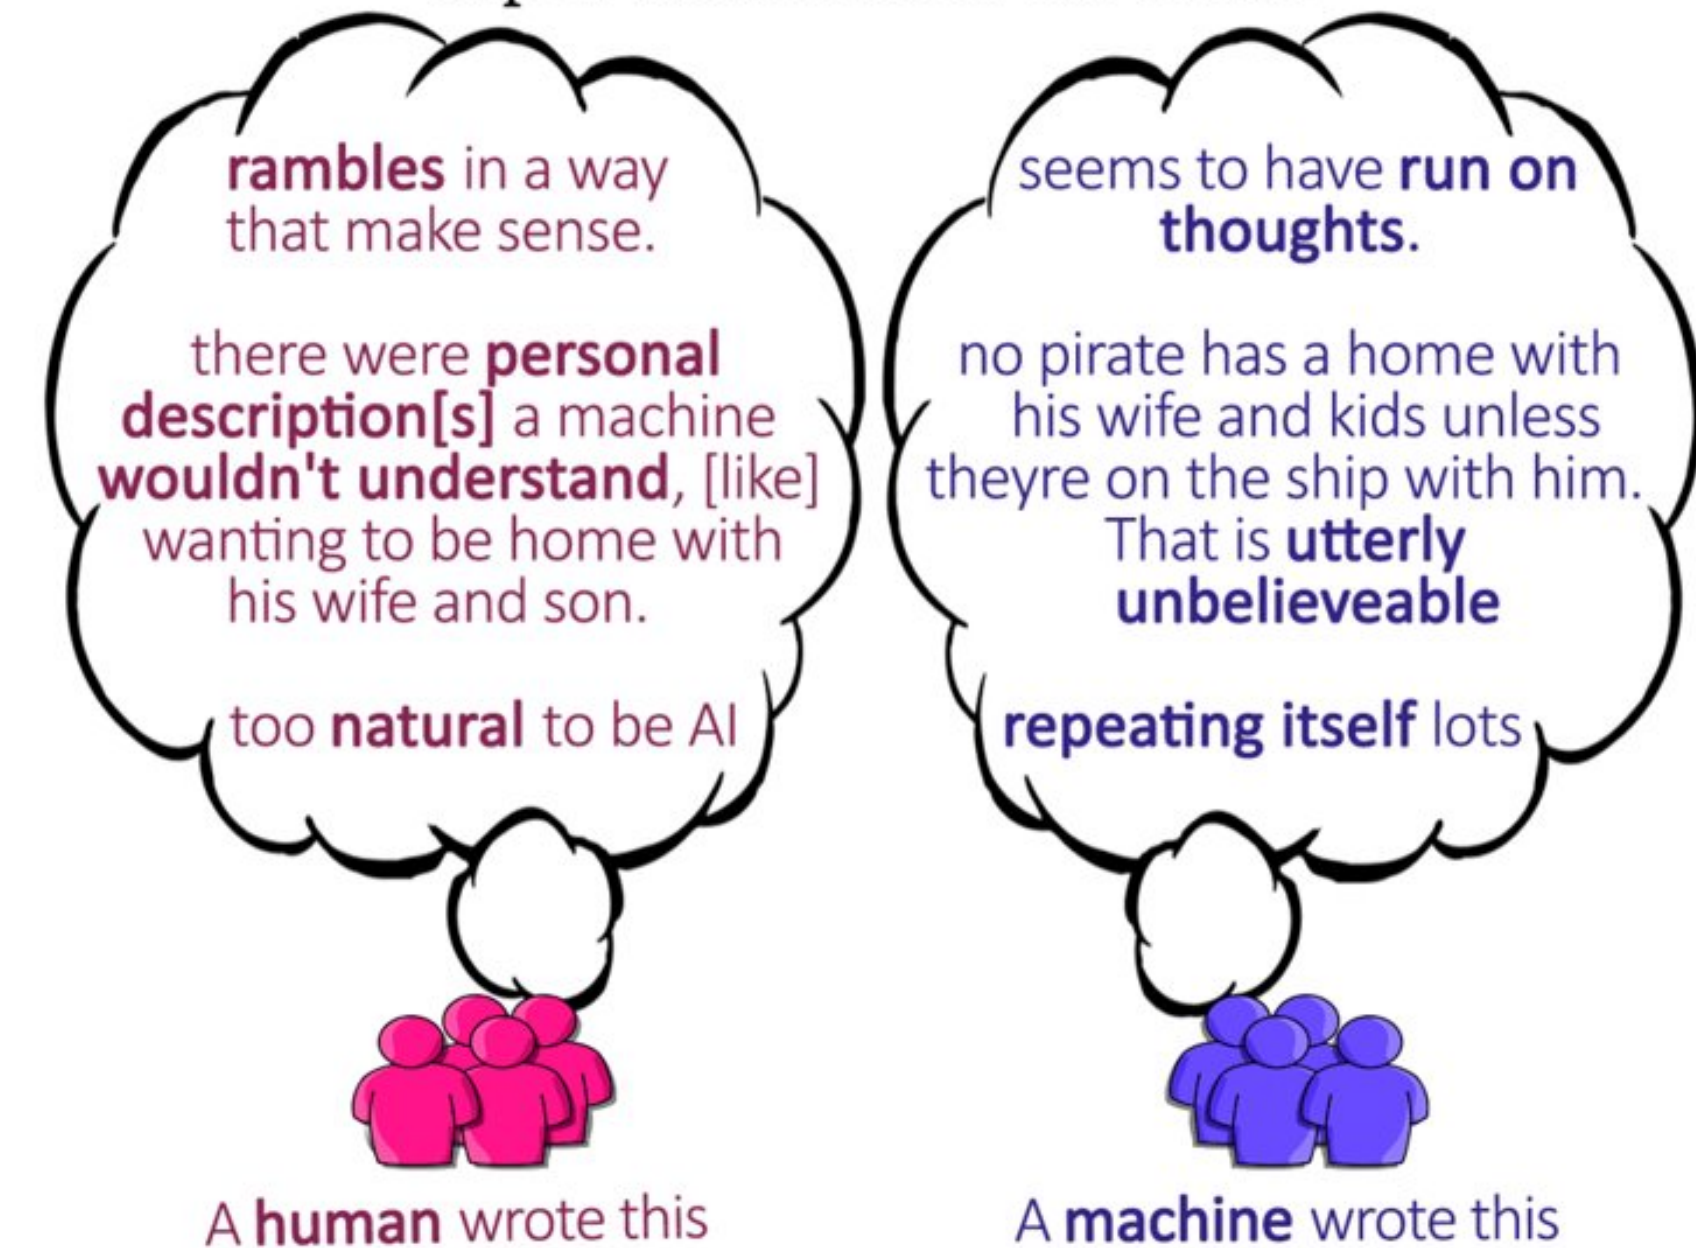 rambles in a way
that make sense.
there were personal
description[s] a machine
wouldn't understand, [like]
wanting to be home with
his wife and son.
too natural to be AI
A human wrote this
seems to have run on
thoughts.
no pirate has a home with
his wife and kids unless
theyre on the ship with him.
That is utterly
unbelieveable
repeating itself lots
A machine wrote this